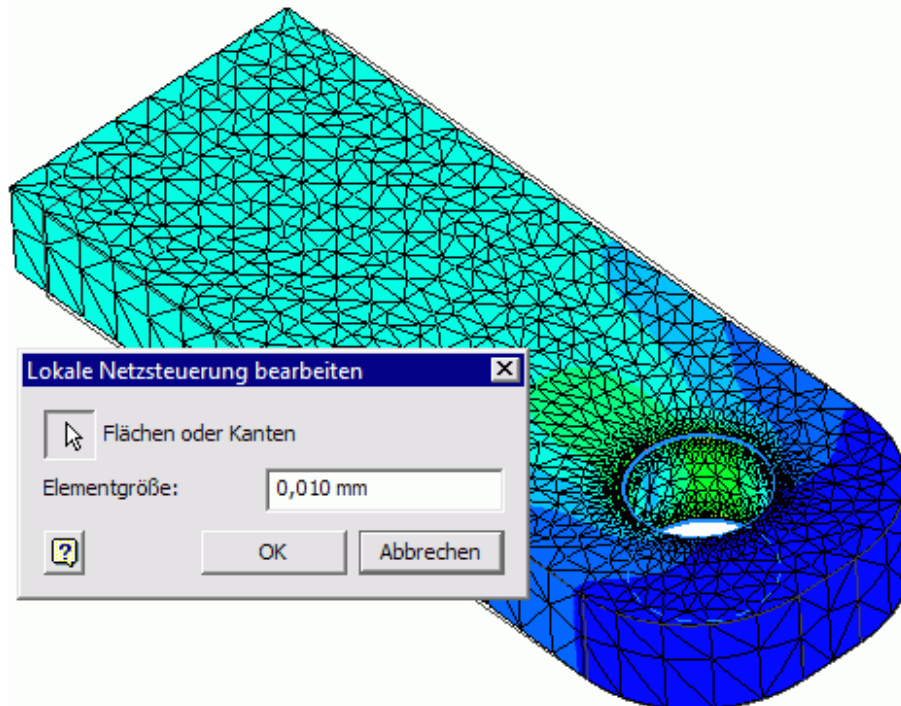 Lokale Netzsteuerung bearbeiten
Flächen oder Kanten
Elementgröße: 0,010 mm
? OK Abbrechen